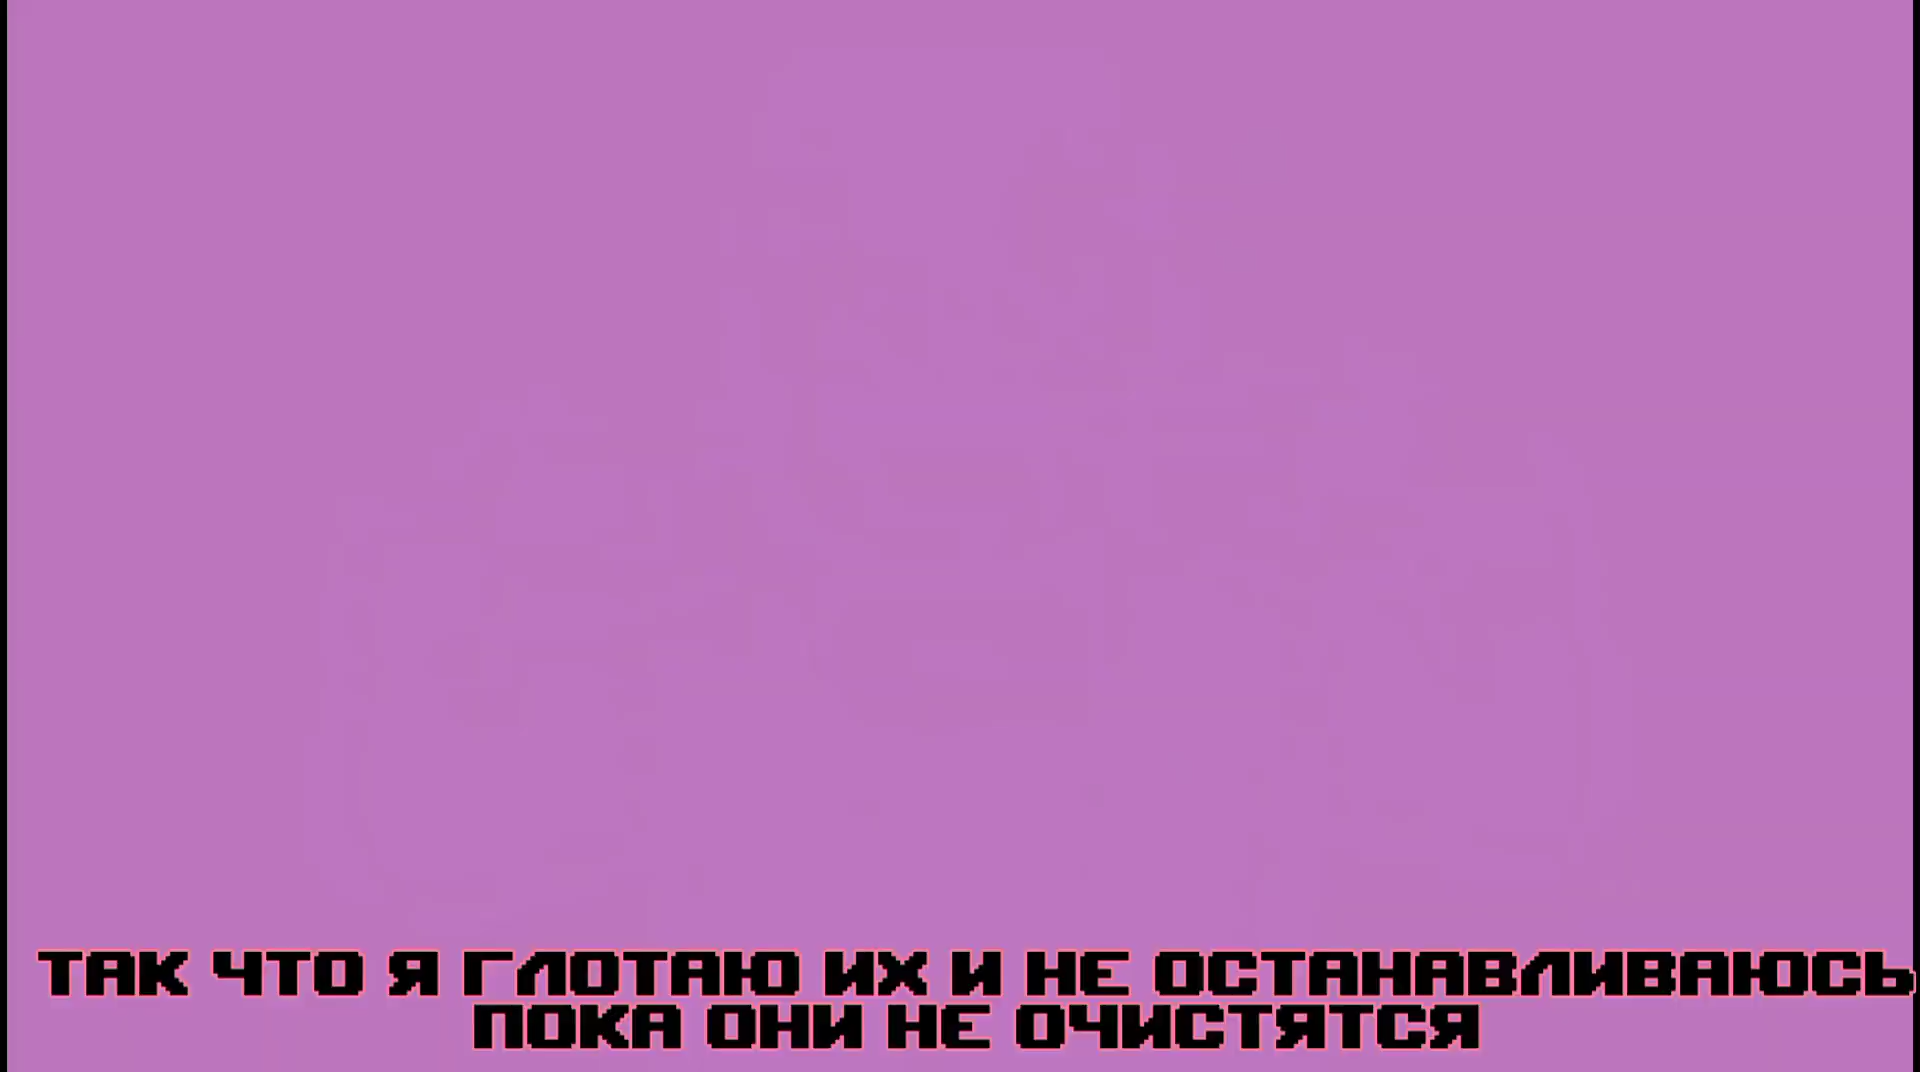 ТАК ЧТО Я ГЛОТАЮ ИХ И НЕ ОСТАНАВЛИВАЮСЬ,
ПОКА ОНИ НЕ ОЧИСТЯТСЯ